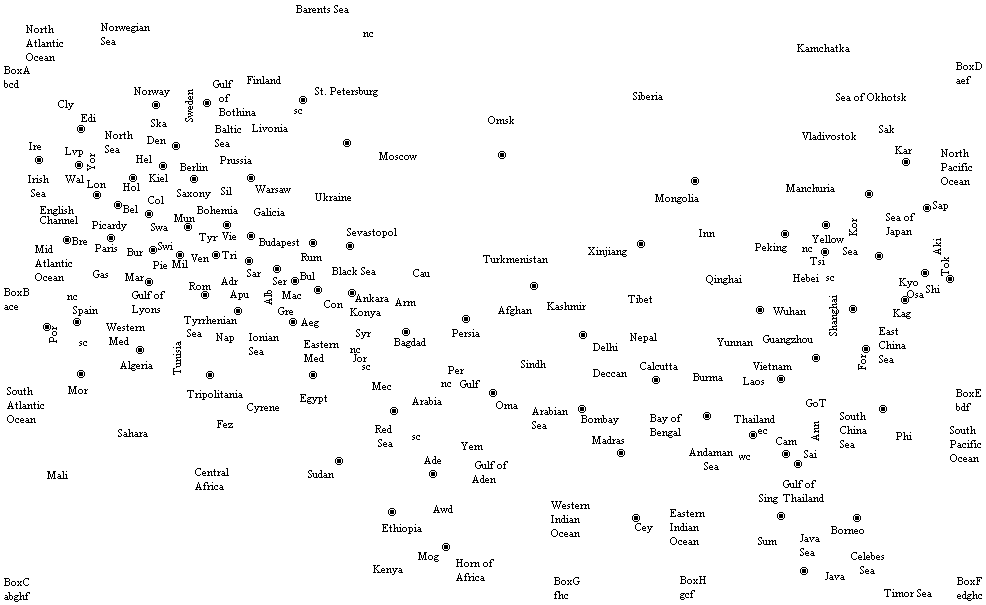 Barents Sea
North
Atlantic
Ocean
Norwegian
Sea
nc
Kamchatka
BoxA
bcd
BoxD
aef
Finland
Gulf
of
Bothina
Norway
Sweden
St. Petersburg
sc
Siberia
Sea of Okhotsk
Cly
Edi
Ska
North
Sea
Den
Baltic
Sea
Livonia
Omsk
Vladivostok
Sak
Kar
Ire
Lvp
Yor
Hel
Berlin
Prussia
Moscow
North
Pacific
Ocean
Irish
Sea
Wal
Lon
Hol
Kiel
Saxony
Sil
Warsaw
Ukraine
Mongolia
Manchuria
English
Channel
Bel
Col
Mun
Bohemia
Galicia
Sap
Picardy
Swa
Kor
Sea of
Japan
Mid
Atlantic
Ocean
Bre
Paris
Bur
Swi
Tyr
Vie
Budapest
Sevastopol
Inn
Peking
nc
Yellow
Sea
Aki
Tok
Pie
Mil
Ven
Tri
Rum
Turkmenistan
Xinjiang
Tsi
Gas
Mar
Sar
Ser
Bul
Black Sea
Cau
Qinghai
Hebei
sc
Kyo
Osa
Shi
BoxB
ace
nc
Spain
Gulf of
Lyons
Rom
Adr
Apu
Alb
Mac
Gre
Con
Ankara
Konya
Arm
Afghan
Kashmir
Tibet
Wuhan
Shanghai
Kag
Por
sc
Western
Med
Tyrrhenian
Sea
Nap
Ionian
Sea
Aeg
Eastern
Med
Syr
nc
Jor
sc
Bagdad
Persia
Delhi
Nepal
Yunnan
Guangzhou
For
East
China
Sea
Algeria
Tunisia
Sindh
Deccan
Calcutta
Burma
Vietnam
Laos
South
Atlantic
Ocean
Mor
Tripolitania
Cyrene
Egypt
Mec
Arabia
Per
nc
Gulf
Oma
Arabian
Sea
Bombay
BoxE
bdf
GoT
Sahara
Fez
Red
Sea
sc
Yem
Madras
Bay of
Bengal
Thailand
ec
Ann
South
China
Sea
Phi
South
Pacific
Ocean
Mali
Central
Africa
Sudan
Ade
Gulf of
Aden
Andaman
Sea
wc
Cam
Sai
Ethiopia
Awd
Western
Indian
Ocean
Cey
Eastern
Indian
Ocean
Gulf of
Thailand
Sing
Borneo
Mog
Sum
Java
Sea
Celebes
Sea
Kenya
Horn of
Africa
BoxC
abghf
BoxG
fhc
BoxH
gcf
Java
Timor Sea
BoxF
edghc